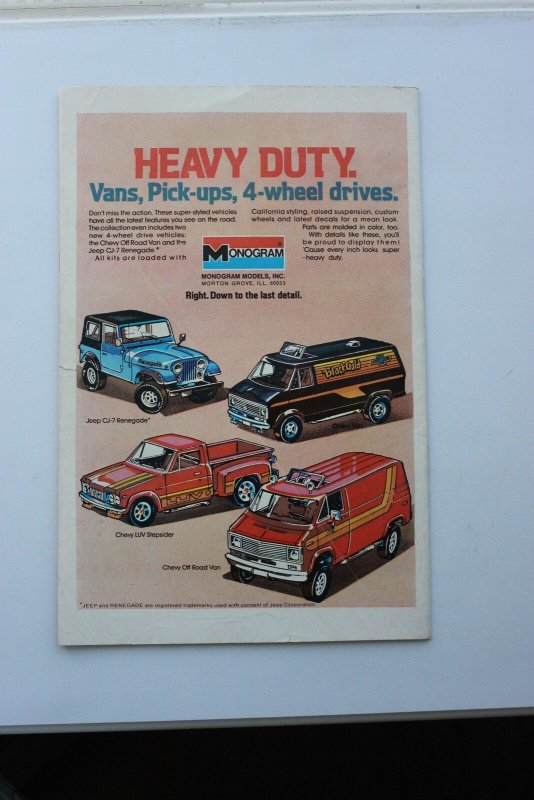 HEAVY DUTY.
Vans, Pick-ups, 4-wheel drives.
Don't miss the action. These super-styled vehicles
have all the latest features you see on the road.
The collection even includes two
new 4-wheel drive vehicles:
the Chevy Off Road Van and the
Jeep CJ-7 Renegade.*
All kits are loaded with
California styling, raised suspension, custom
wheels and latest decals for a mean look.
Parts are molded in color, too.
With details like these, you'll
be proud to display them!
'Cause every inch looks super
-heavy duty.
MONOGRAM
MONOGRAM MODELS, INC.
MORTON GROVE, ILL. 60053
Right. Down to the last detail.
Renegade
Jeep CJ-7 Renegade*
Black Gold
Chevy Van
Chevy LUV Stepsider
Chevy Off Road Van
*JEEP and RENEGADE are registered trademarks used with consent of Jeep Corporation